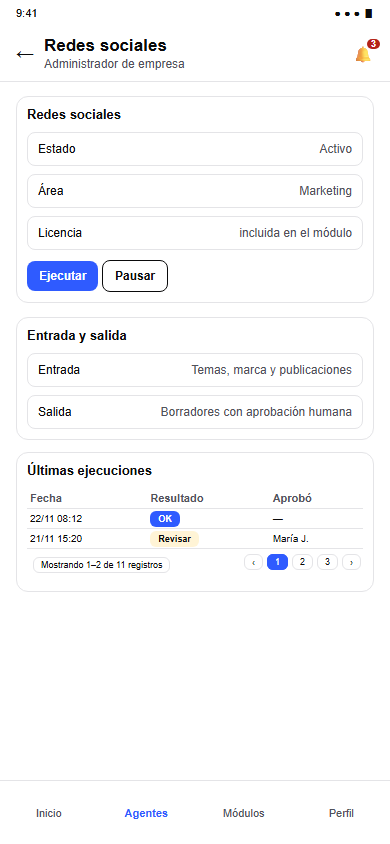 9:41
← Redes sociales
Administrador de empresa
3
Redes sociales
Estado Activo
Área Marketing
Licencia incluida en el módulo
Ejecutar Pausar
Entrada y salida
Entrada Temas, marca y publicaciones
Salida Borradores con aprobación humana
Últimas ejecuciones
Fecha Resultado Aprobó
22/11 08:12 OK —
21/11 15:20 Revisar María J.
Mostrando 1–2 de 11 registros ‹ 1 2 3 ›
Inicio Agentes Módulos Perfil